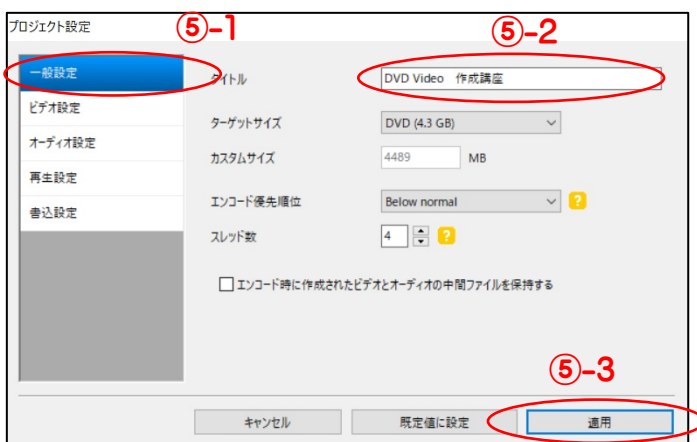 プロジェクト設定
⑤-1
⑤-2
一般設定
タイトル
DVD Video　作成講座
ビデオ設定
ターゲットサイズ
DVD (4.3 GB)
オーディオ設定
カスタムサイズ
4489
MB
再生設定
エンコード優先順位
Below normal
?
書込設定
スレッド数
4
?
エンコード時に作成されたビデオとオーディオの中間ファイルを保持する
⑤-3
キャンセル
既定値に設定
適用